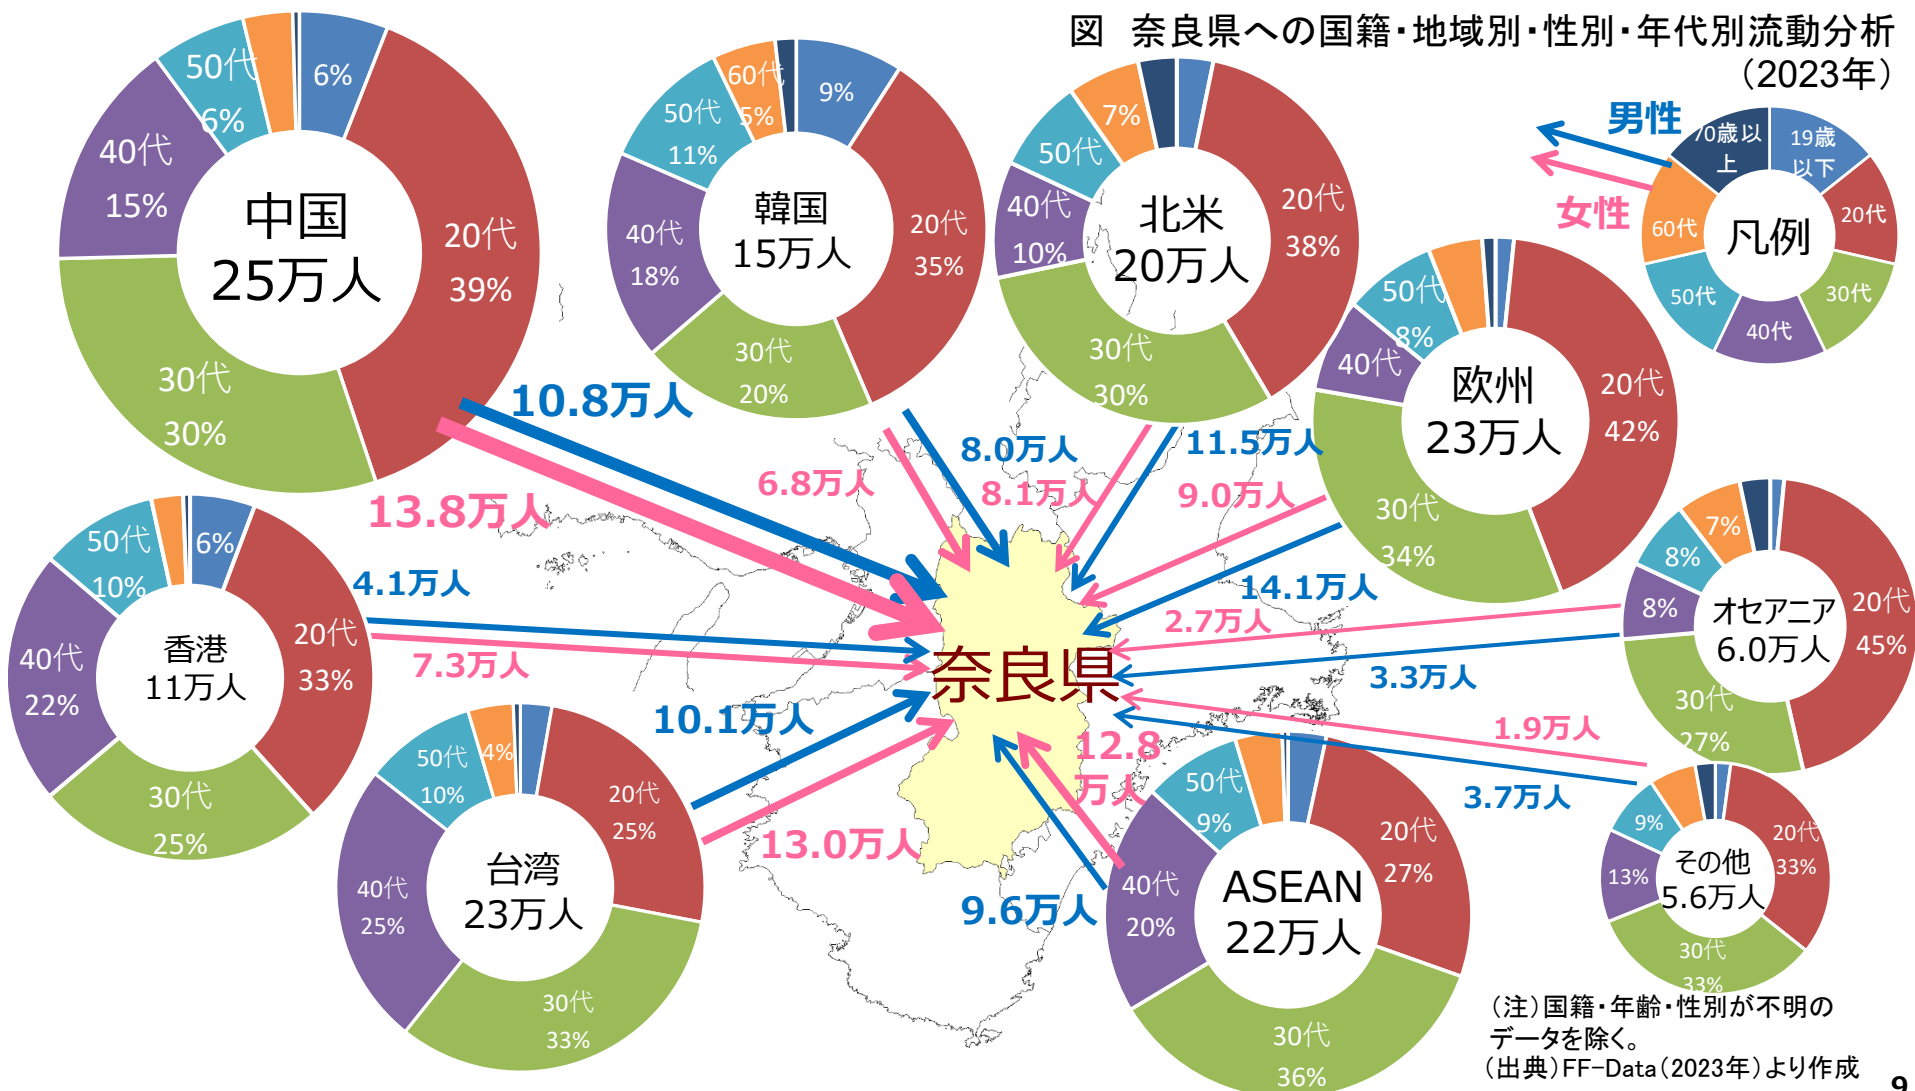 図 奈良県への国籍・地域別・性別・年代別流動分析
（2023年）
男性
女性
凡例
19歳
以下
20代
30代
40代
50代
60代
70歳以
上
中国
25万人
6%
20代
39%
30代
30%
40代
15%
50代
6%
韓国
15万人
9%
20代
35%
30代
20%
40代
18%
50代
11%
60代
5%
北米
20万人
20代
38%
30代
30%
40代
10%
50代
7%
欧州
23万人
20代
42%
30代
34%
40代
50代
8%
オセアニア
6.0万人
20代
45%
30代
27%
8%
8%
7%
その他
5.6万人
20代
33%
30代
33%
13%
9%
ASEAN
22万人
20代
27%
30代
36%
40代
20%
50代
9%
台湾
23万人
20代
25%
30代
33%
40代
25%
50代
10%
4%
香港
11万人
6%
20代
33%
30代
25%
40代
22%
50代
10%
10.8万人
13.8万人
6.8万人
8.0万人
8.1万人
11.5万人
9.0万人
14.1万人
2.7万人
3.3万人
1.9万人
3.7万人
12.8
万人
9.6万人
10.1万人
13.0万人
4.1万人
7.3万人
奈良県
（注）国籍・年齢・性別が不明の
データを除く。
（出典）FF-Data（2023年）より作成
9